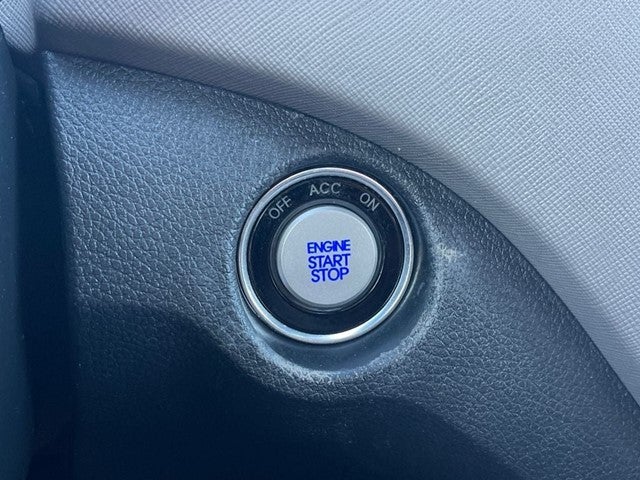 OFF ACC ON
ENGINE
START
STOP